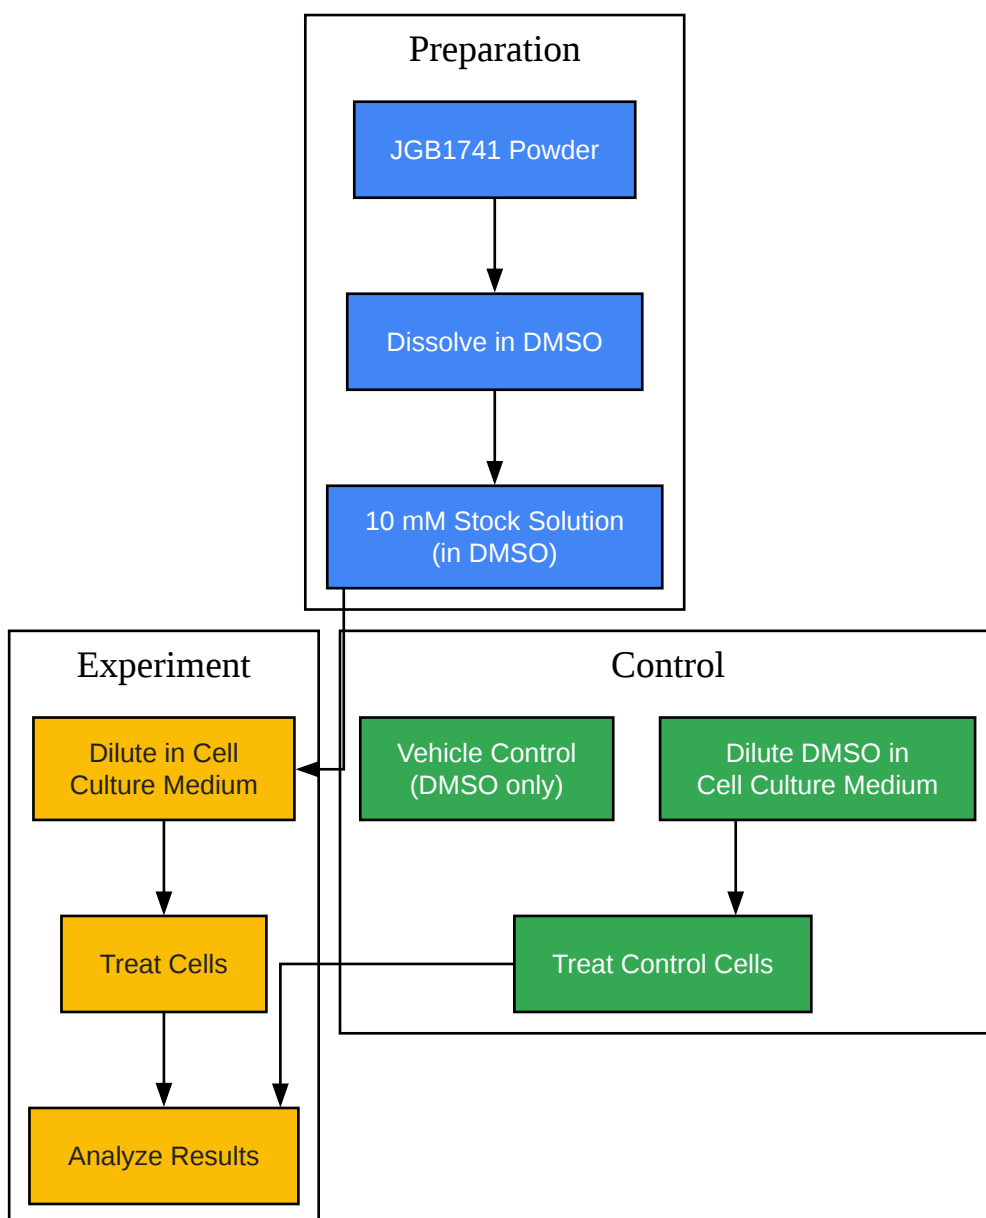 Preparation
JGB1741 Powder
Dissolve in DMSO
10 mM Stock Solution
(in DMSO)
Experiment
Dilute in Cell
Culture Medium
Treat Cells
Analyze Results
Control
Vehicle Control
(DMSO only)
Dilute DMSO in
Cell Culture Medium
Treat Control Cells